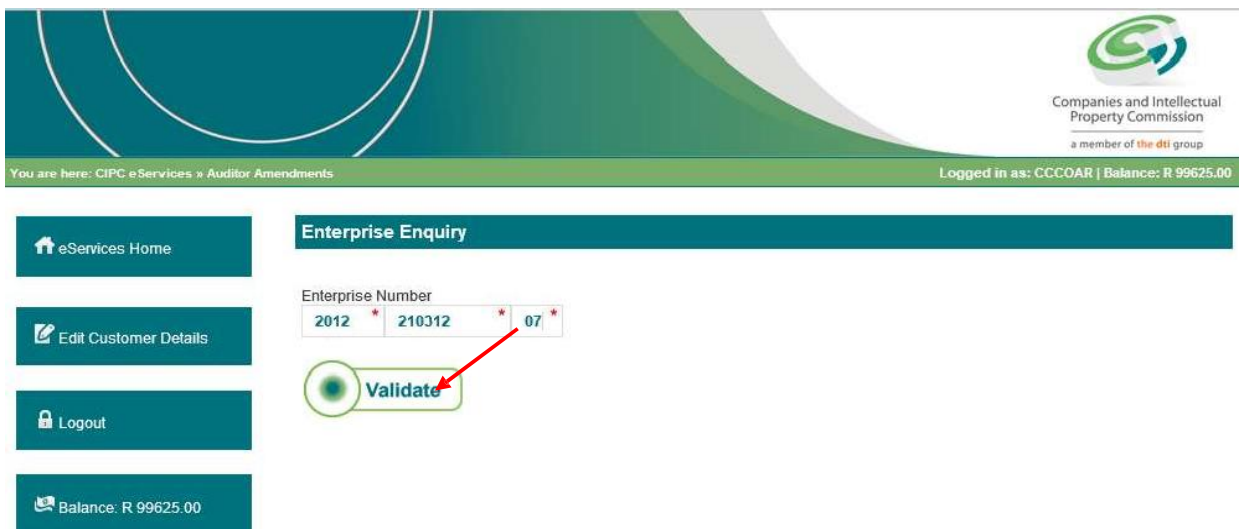 Companies and Intellectual
Property Commission
a member of the dti group
You are here: CIPC eServices » Auditor Amendments
Logged in as: CCCOAR | Balance: R 99625.00
eServices Home
Edit Customer Details
Logout
Balance: R 99625.00
Enterprise Enquiry
Enterprise Number
2012 * 210312 * 07 *
Validate